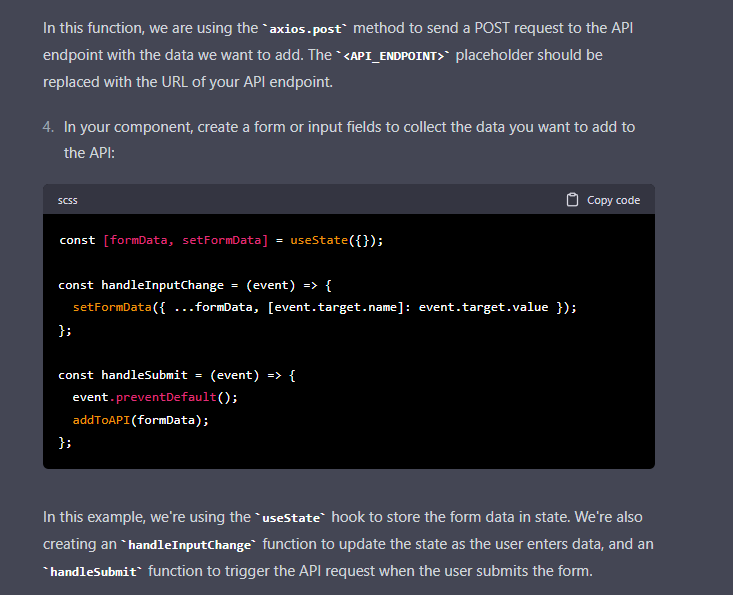 In this function, we are using the `axios.post` method to send a POST request to the API
endpoint with the data we want to add. The `<API_ENDPOINT>` placeholder should be
replaced with the URL of your API endpoint.
4. In your component, create a form or input fields to collect the data you want to add to
the API:
scss Copy code
const [formData, setFormData] = useState({});
const handleInputChange = (event) => {
  setFormData({ ...formData, [event.target.name]: event.target.value });
};
const handleSubmit = (event) => {
  event.preventDefault();
  addToAPI(formData);
};
In this example, we're using the `useState` hook to store the form data in state. We're also
creating an `handleInputChange` function to update the state as the user enters data, and an
`handleSubmit` function to trigger the API request when the user submits the form.